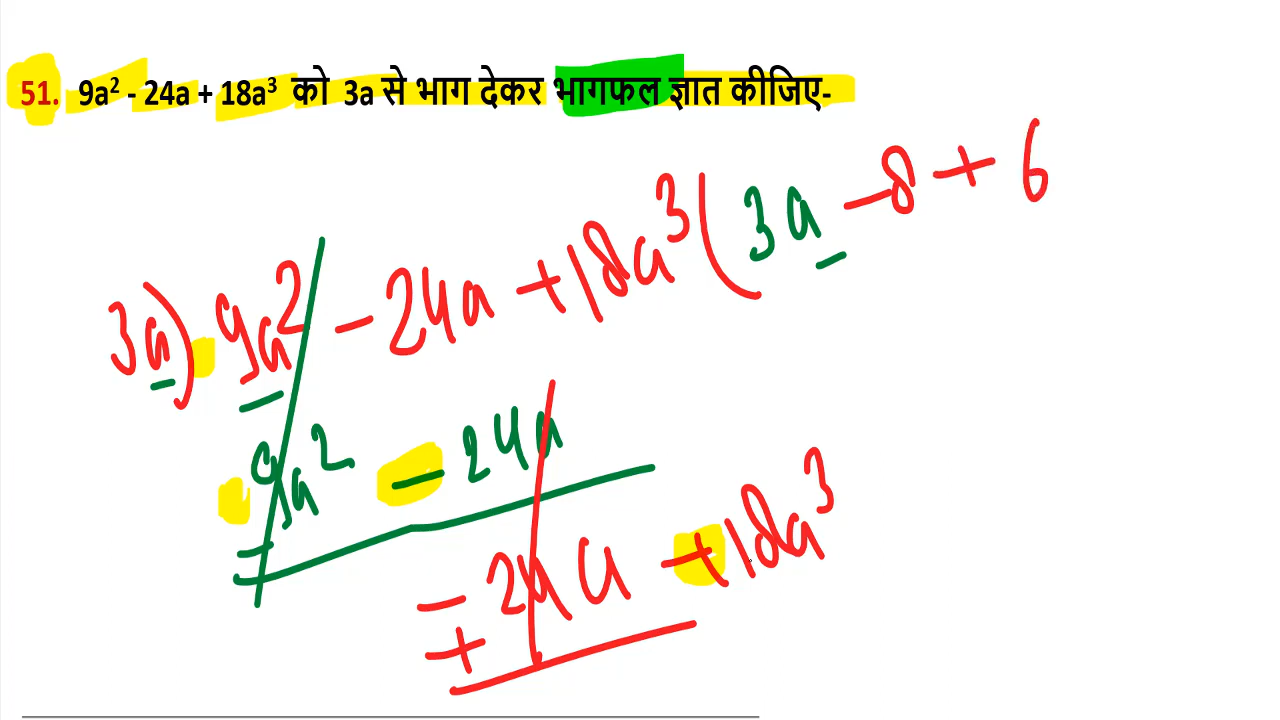 51. 9a² - 24a + 18a³ को 3a से भाग देकर भागफल ज्ञात कीजिए-
3a) 9a² - 24a + 18a³ ( 3a - 8 + 6
9a² - 24a
-
- 24a + 18a³
+